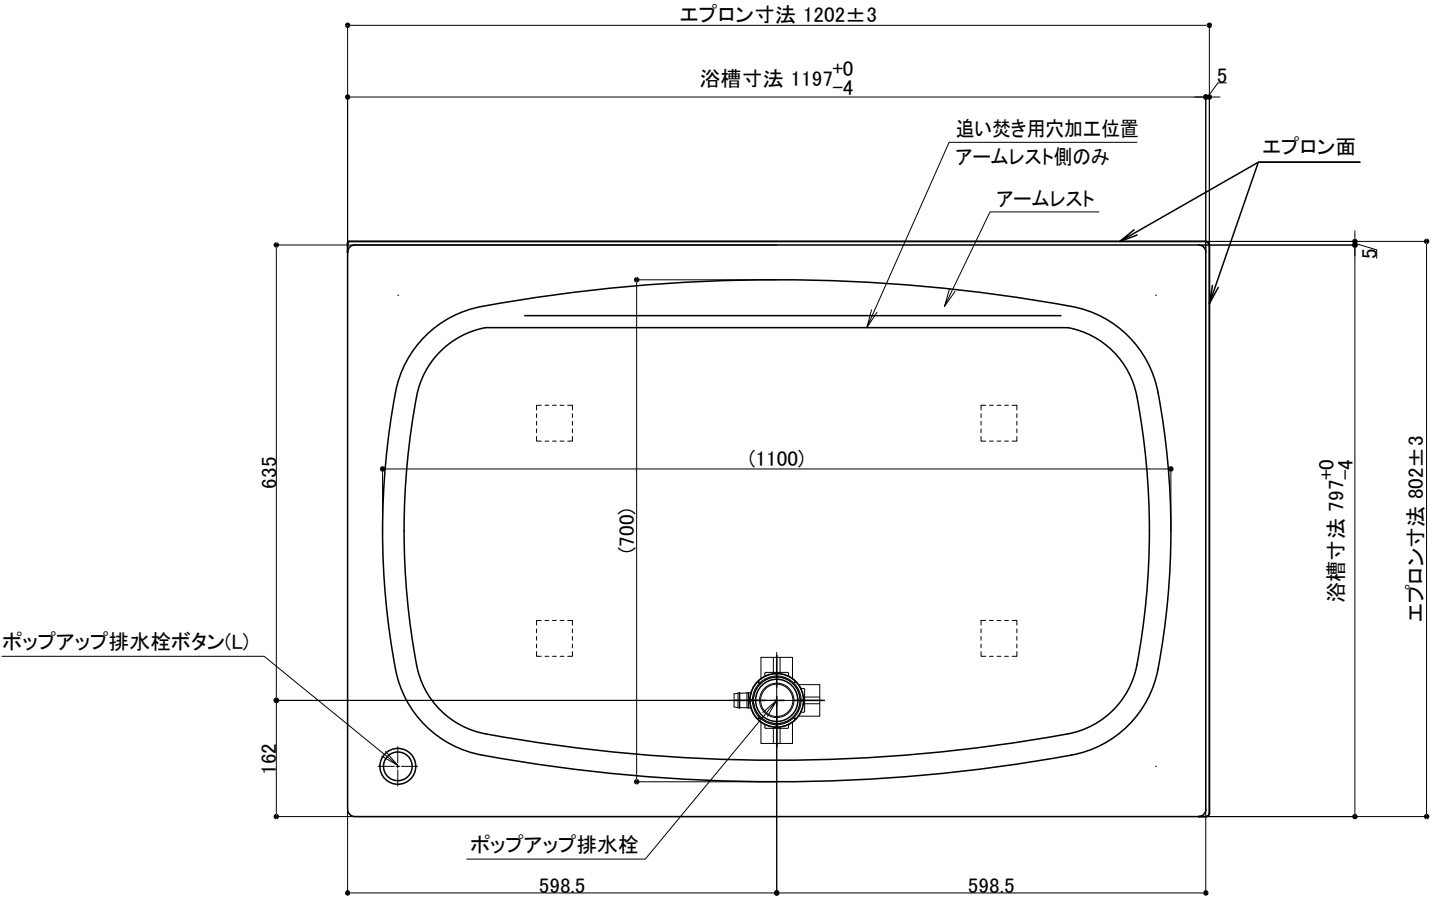 エプロン寸法 1202±3
浴槽寸法 1197+0-4
5
追い焚き用穴加工位置
アームレスト側のみ
エプロン面
アームレスト
5
635
(1100)
(700)
浴槽寸法 797+0-4
エプロン寸法 802±3
ポップアップ排水栓ボタン(L)
162
ポップアップ排水栓
598.5
598.5